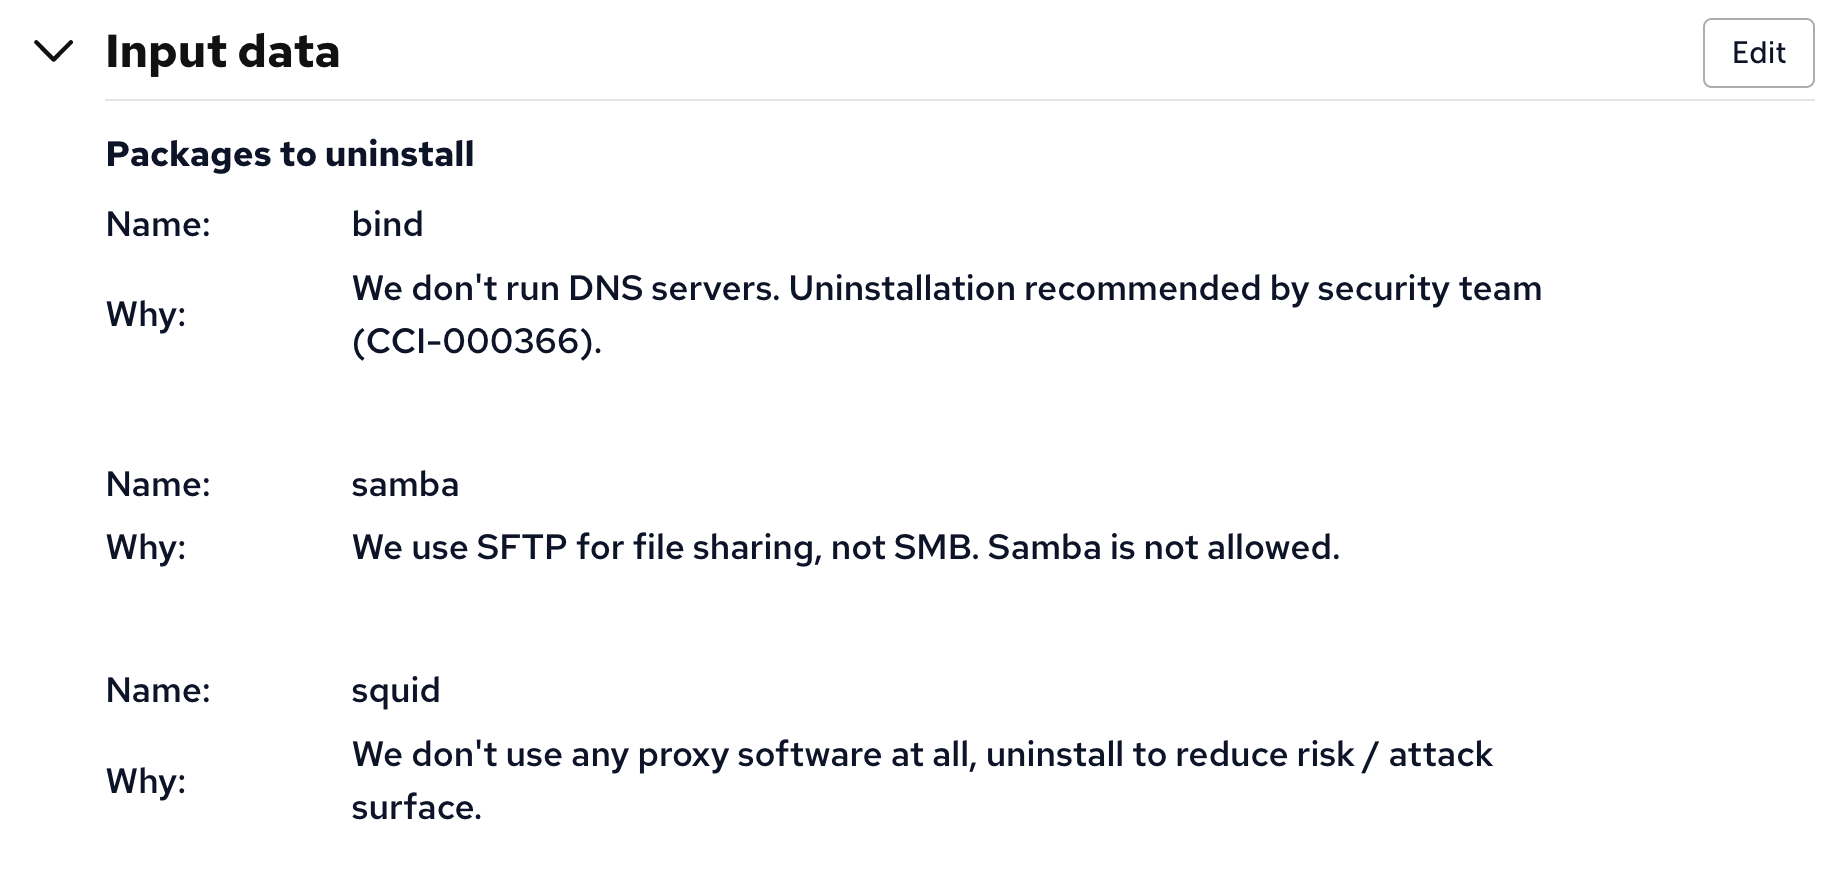 Input data
Edit
Packages to uninstall
Name: bind
Why: We don't run DNS servers. Uninstallation recommended by security team
(CCI-000366).
Name: samba
Why: We use SFTP for file sharing, not SMB. Samba is not allowed.
Name: squid
Why: We don't use any proxy software at all, uninstall to reduce risk / attack
surface.